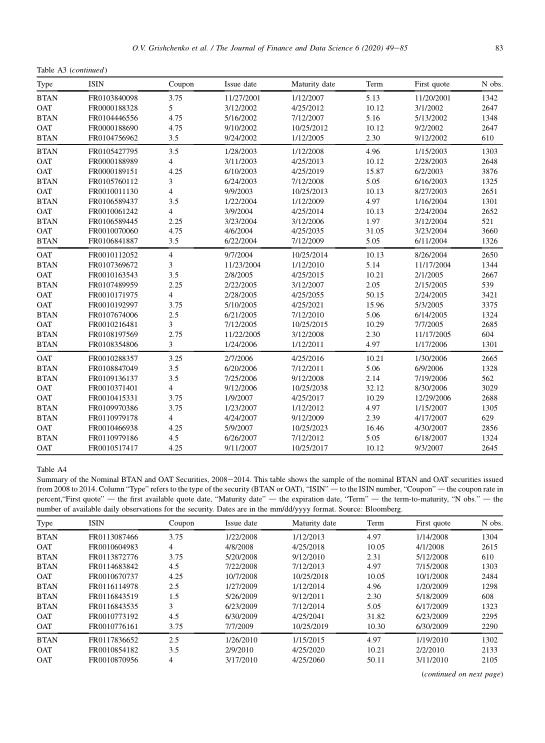 O.V. Grishchenko et al. / The Journal of Finance and Data Science 6 (2020) 49–85 83
Table A3 (continued)
Type ISIN Coupon Issue date Maturity date Term First quote N obs.
BTAN FR0103840098 3.75 11/27/2001 1/12/2007 5.13 11/20/2001 1342
OAT FR0000188328 5 3/12/2002 4/25/2012 10.12 3/1/2002 2647
BTAN FR0104446556 4.75 5/16/2002 7/12/2007 5.16 5/13/2002 1348
OAT FR0000188690 4.75 9/10/2002 10/25/2012 10.12 9/2/2002 2647
BTAN FR0104756962 3.5 9/24/2002 1/12/2005 2.30 9/12/2002 610
BTAN FR0105427795 3.5 1/28/2003 1/12/2008 4.96 1/15/2003 1303
OAT FR0000188989 4 3/11/2003 4/25/2013 10.12 2/28/2003 2648
OAT FR0000189151 4.25 6/10/2003 4/25/2019 15.87 6/2/2003 3876
BTAN FR0105760112 3 6/24/2003 7/12/2008 5.05 6/16/2003 1325
OAT FR0010011130 4 9/9/2003 10/25/2013 10.13 8/27/2003 2651
BTAN FR0106589437 3.5 1/22/2004 1/12/2009 4.97 1/16/2004 1301
OAT FR0010061242 4 3/9/2004 4/25/2014 10.13 2/24/2004 2652
BTAN FR0106589445 2.25 3/23/2004 3/12/2006 1.97 3/12/2004 521
OAT FR0010070060 4.75 4/6/2004 4/25/2035 31.05 3/23/2004 3660
BTAN FR0106841887 3.5 6/22/2004 7/12/2009 5.05 6/11/2004 1326
OAT FR0010112052 4 9/7/2004 10/25/2014 10.13 8/26/2004 2650
BTAN FR0107369672 3 11/23/2004 1/12/2010 5.14 11/17/2004 1344
OAT FR0010163543 3.5 2/8/2005 4/25/2015 10.21 2/1/2005 2667
BTAN FR0107489959 2.25 2/22/2005 3/12/2007 2.05 2/15/2005 539
OAT FR0010171975 4 2/28/2005 4/25/2055 50.15 2/24/2005 3421
OAT FR0010192997 3.75 5/10/2005 4/25/2021 15.96 5/3/2005 3375
BTAN FR0107674006 2.5 6/21/2005 7/12/2010 5.06 6/14/2005 1324
OAT FR0010216481 3 7/12/2005 10/25/2015 10.29 7/7/2005 2685
BTAN FR0108197569 2.75 11/22/2005 3/12/2008 2.30 11/17/2005 604
BTAN FR0108354806 3 1/24/2006 1/12/2011 4.97 1/17/2006 1301
OAT FR0010288357 3.25 2/7/2006 4/25/2016 10.21 1/30/2006 2665
BTAN FR0108847049 3.5 6/20/2006 7/12/2011 5.06 6/9/2006 1328
BTAN FR0109136137 3.5 7/25/2006 9/12/2008 2.14 7/19/2006 562
OAT FR0010371401 4 9/12/2006 10/25/2038 32.12 8/30/2006 3029
OAT FR0010415331 3.75 1/9/2007 4/25/2017 10.29 12/29/2006 2688
BTAN FR0109970386 3.75 1/23/2007 1/12/2012 4.97 1/15/2007 1305
BTAN FR0110979178 4 4/24/2007 9/12/2009 2.39 4/17/2007 629
OAT FR0010466938 4.25 5/9/2007 10/25/2023 16.46 4/30/2007 2856
BTAN FR0110979186 4.5 6/26/2007 7/12/2012 5.05 6/18/2007 1324
OAT FR0010517417 4.25 9/11/2007 10/25/2017 10.12 9/3/2007 2645
Table A4
Summary of the Nominal BTAN and OAT Securities, 2008–2014. This table shows the sample of the nominal BTAN and OAT securities issued
from 2008 to 2014. Column “Type” refers to the type of the security (BTAN or OAT), “ISIN” — to the ISIN number, “Coupon” — the coupon rate in
percent,“First quote” — the first available quote date, “Maturity date” — the expiration date, “Term” — the term-to-maturity, “N obs.” — the
number of available daily observations for the security. Dates are in the mm/dd/yyyy format. Source: Bloomberg.
Type ISIN Coupon Issue date Maturity date Term First quote N obs.
BTAN FR0113087466 3.75 1/22/2008 1/12/2013 4.97 1/14/2008 1304
OAT FR0010604983 4 4/8/2008 4/25/2018 10.05 4/1/2008 2615
BTAN FR0113872776 3.75 5/20/2008 9/12/2010 2.31 5/12/2008 610
BTAN FR0114683842 4.5 7/22/2008 7/12/2013 4.97 7/15/2008 1303
OAT FR0010670737 4.25 10/7/2008 10/25/2018 10.05 10/1/2008 2484
BTAN FR0116114978 2.5 1/27/2009 1/12/2014 4.96 1/20/2009 1298
BTAN FR0116843519 1.5 5/26/2009 9/12/2011 2.30 5/18/2009 608
BTAN FR0116843535 3 6/23/2009 7/12/2014 5.05 6/17/2009 1323
OAT FR0010773192 4.5 6/30/2009 4/25/2041 31.82 6/23/2009 2295
OAT FR0010776161 3.75 7/7/2009 10/25/2019 10.30 6/30/2009 2290
BTAN FR0117836652 2.5 1/26/2010 1/15/2015 4.97 1/19/2010 1302
OAT FR0010854182 3.5 2/9/2010 4/25/2020 10.21 2/2/2010 2133
OAT FR0010870956 4 3/17/2010 4/25/2060 50.11 3/11/2010 2105
(continued on next page)